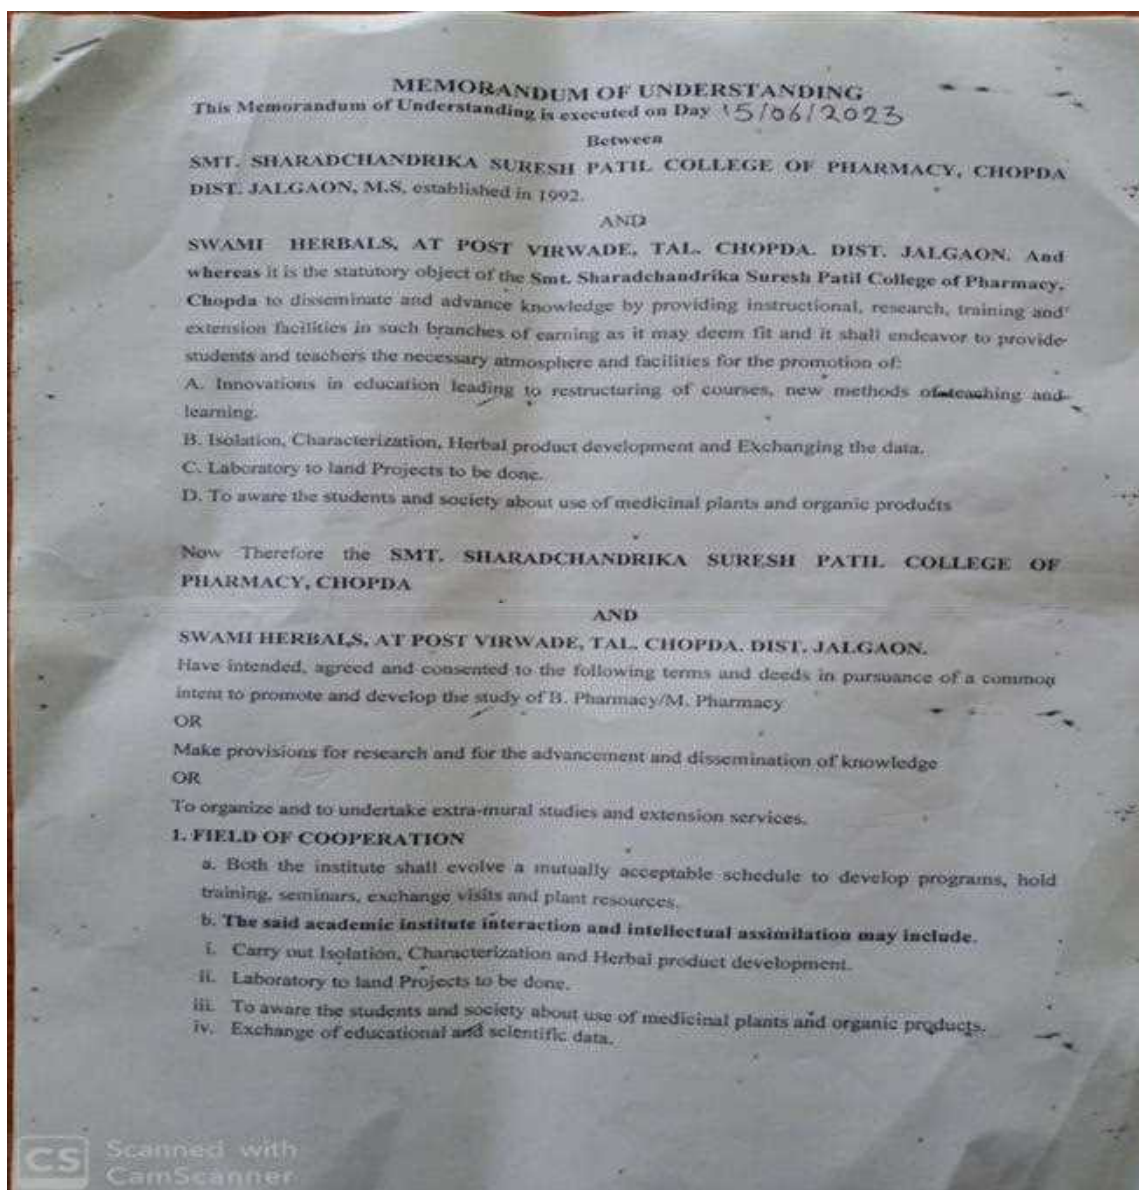 MEMORANDUM OF UNDERSTANDING
This Memorandum of Understanding is executed on Day 15/06/2023
Between
SMT. SHARADCHANDRIKA SURESH PATIL COLLEGE OF PHARMACY, CHOPDA
DIST. JALGAON, M.S. established in 1992.
AND
SWAMI HERBALS, AT POST VIRWADE, TAL. CHOPDA. DIST. JALGAON. And
whereas it is the statutory object of the Smt. Sharadchandrika Suresh Patil College of Pharmacy,
Chopda to disseminate and advance knowledge by providing instructional, research, training and
extension facilities in such branches of earning as it may deem fit and it shall endeavor to provide
students and teachers the necessary atmosphere and facilities for the promotion of:
A. Innovations in education leading to restructuring of courses, new methods of teaching and
learning.
B. Isolation, Characterization, Herbal product development and Exchanging the data.
C. Laboratory to land Projects to be done.
D. To aware the students and society about use of medicinal plants and organic products
Now Therefore the SMT. SHARADCHANDRIKA SURESH PATIL COLLEGE OF
PHARMACY, CHOPDA
AND
SWAMI HERBALS, AT POST VIRWADE, TAL. CHOPDA. DIST. JALGAON.
Have intended, agreed and consented to the following terms and deeds in pursuance of a common
intent to promote and develop the study of B. Pharmacy/M. Pharmacy
OR
Make provisions for research and for the advancement and dissemination of knowledge
OR
To organize and to undertake extra-mural studies and extension services.
1. FIELD OF COOPERATION
a. Both the institute shall evolve a mutually acceptable schedule to develop programs, hold
training, seminars, exchange visits and plant resources.
b. The said academic institute interaction and intellectual assimilation may include.
i. Carry out Isolation, Characterization and Herbal product development.
ii. Laboratory to land Projects to be done.
iii. To aware the students and society about use of medicinal plants and organic products.
iv. Exchange of educational and scientific data.
CS Scanned with
CamScanner